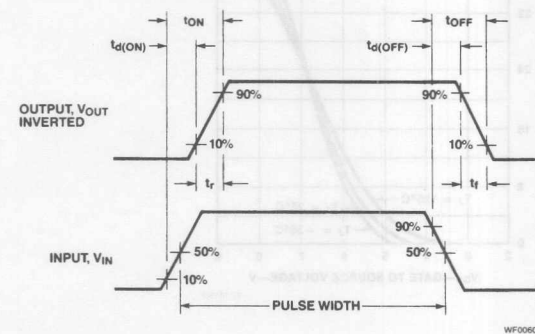 tON
tOFF
td(ON)
td(OFF)
OUTPUT, VOUT
INVERTED
90%
90%
10%
10%
tr
tf
INPUT, VIN
90%
50%
50%
10%
PULSE WIDTH
WF0060